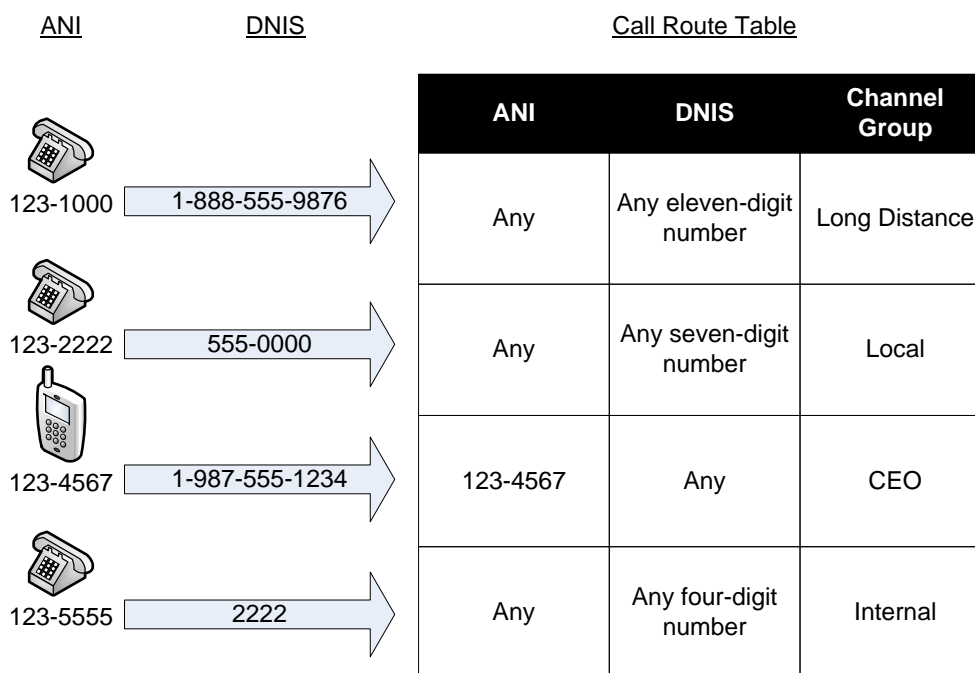 ANI DNIS Call Route Table
ANI DNIS Channel
Group
123-1000 1-888-555-9876 Any Any eleven-digit
number Long Distance
123-2222 555-0000 Any Any seven-digit
number Local
123-4567 1-987-555-1234 123-4567 Any CEO
123-5555 2222 Any Any four-digit
number Internal